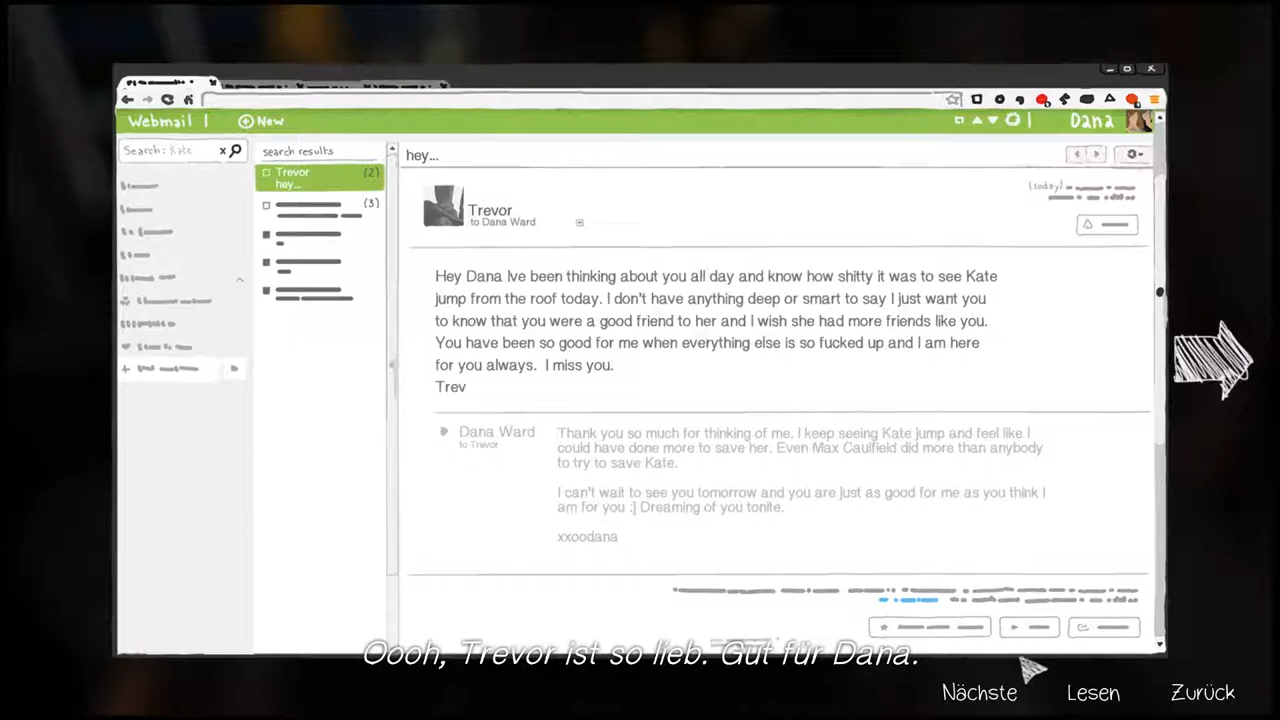 Webmail |
New
Dana
Search: Kate
x
search results
hey...
Trevor
(2)
hey...
(3)
Trevor
to Dana Ward
(today)
Hey Dana Ive been thinking about you all day and know how shitty it was to see Kate
jump from the roof today. I don't have anything deep or smart to say I just want you
to know that you were a good friend to her and I wish she had more friends like you.
You have been so good for me when everything else is so fucked up and I am here
for you always. I miss you.
Trev
Dana Ward
to Trevor
Thank you so much for thinking of me. I keep seeing Kate jump and feel like I
could have done more to save her. Even Max Caulfield did more than anybody
to try to save Kate.
I can't wait to see you tomorrow and you are just as good for me as you think I
am for you :] Dreaming of you tonite.
xxoodana
Oooh, Trevor ist so lieb. Gut für Dana.
Nächste
Lesen
Zurück